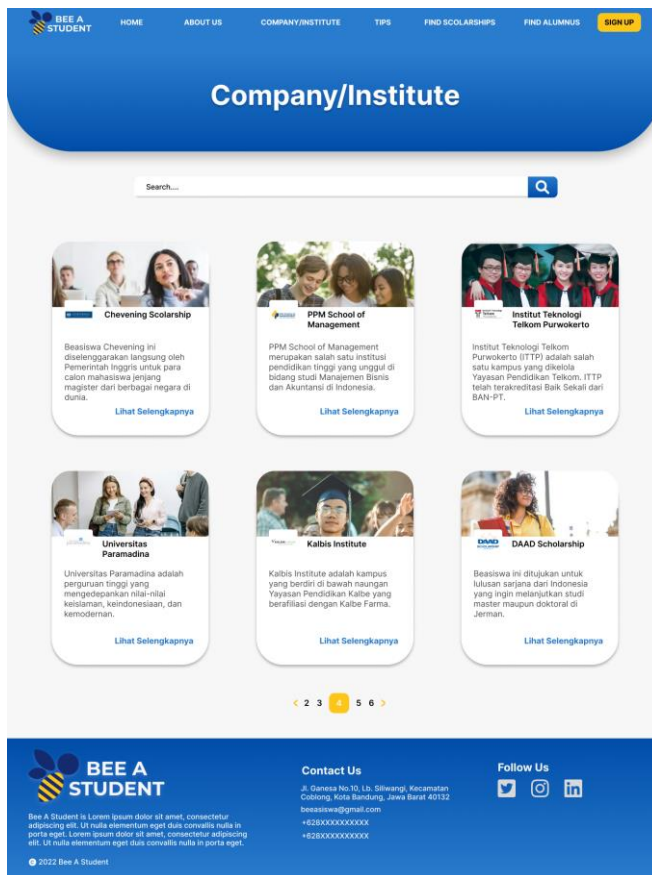 BEE A
STUDENT
HOME
ABOUT US
COMPANY/INSTITUTE
TIPS
FIND SCOLARSHIPS
FIND ALUMNUS
SIGN UP
Company/Institute
Search....
Chevening Scolarship
Beasiswa Chevening ini
diselenggarakan langsung oleh
Pemerintah Inggris untuk para
calon mahasiswa jenjang
magister dari berbagai negara di
dunia.
Lihat Selengkapnya
PPM School of
Management
PPM School of Management
merupakan salah satu institusi
pendidikan tinggi yang unggul di
bidang studi Manajemen Bisnis
dan Akuntansi di Indonesia.
Lihat Selengkapnya
Institut Teknologi
Telkom Purwokerto
Institut Teknologi Telkom
Purwokerto (ITTP) adalah salah
satu kampus yang dikelola
Yayasan Pendidikan Telkom. ITTP
telah terakreditasi Baik Sekali dari
BAN-PT.
Lihat Selengkapnya
Universitas
Paramadina
Universitas Paramadina adalah
perguruan tinggi yang
mengedepankan nilai-nilai
keislaman, keindonesiaan, dan
kemodernan.
Lihat Selengkapnya
Kalbis Institute
Kalbis Institute adalah kampus
yang berdiri di bawah naungan
Yayasan Pendidikan Kalbe yang
berafiliasi dengan Kalbe Farma.
Lihat Selengkapnya
DAAD
DAAD Scholarship
Beasiswa ini ditujukan untuk
lulusan sarjana dari Indonesia
yang ingin melanjutkan studi
master maupun doktoral di
Jerman.
Lihat Selengkapnya
< 2 3 4 5 6 >
BEE A
STUDENT
Bee A Student is Lorem ipsum dolor sit amet, consectetur
adipiscing elit. Ut nulla elementum eget duis convallis nulla in
porta eget. Lorem ipsum dolor sit amet, consectetur adipiscing
elit. Ut nulla elementum eget duis convallis nulla in porta eget.
© 2022 Bee A Student
Contact Us
Jl. Ganesa No.10, Lb. Siliwangi, Kecamatan
Coblong, Kota Bandung, Jawa Barat 40132
beeasiswa@gmail.com
+628XXXXXXXXXX
+628XXXXXXXXXX
Follow Us
in